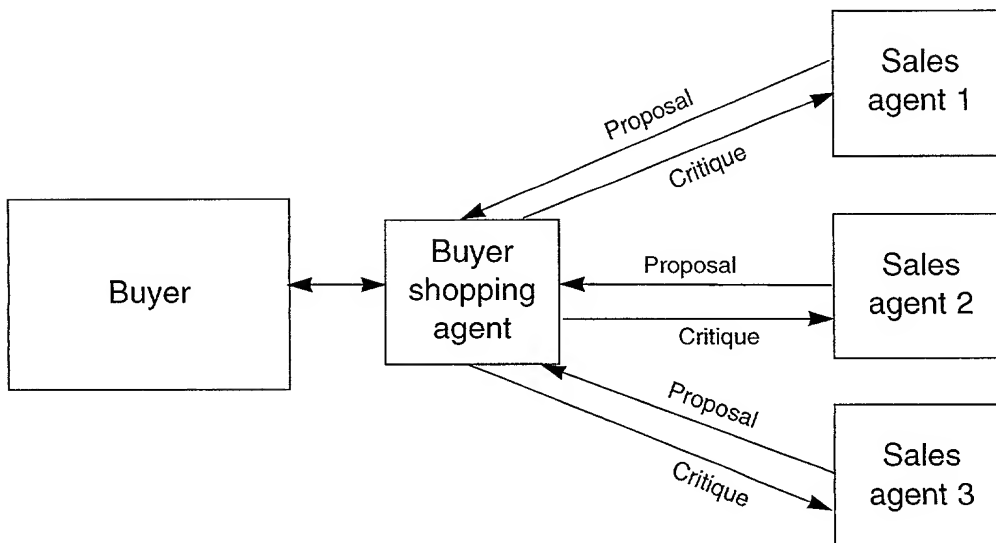 Sales
agent 1
Proposal
Critique
Buyer
Buyer
shopping
agent
Proposal
Critique
Sales
agent 2
Proposal
Critique
Sales
agent 3